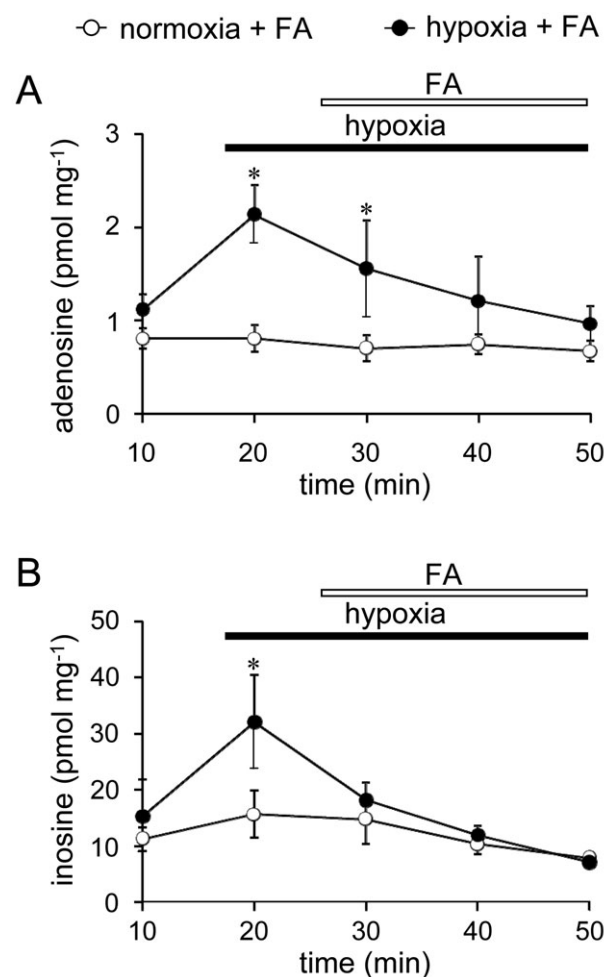 normoxia + FA hypoxia + FA
A
FA
hypoxia
3
* *
2
1
0
adenosine (pmol mg⁻¹)
10 20 30 40 50
time (min)
B
FA
hypoxia
50
*
40
30
20
10
0
inosine (pmol mg⁻¹)
10 20 30 40 50
time (min)